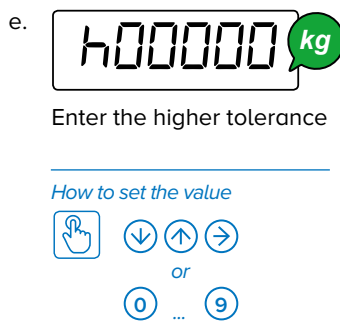 e.
h00000 kg
Enter the higher tolerance
How to set the value
or
0 ... 9